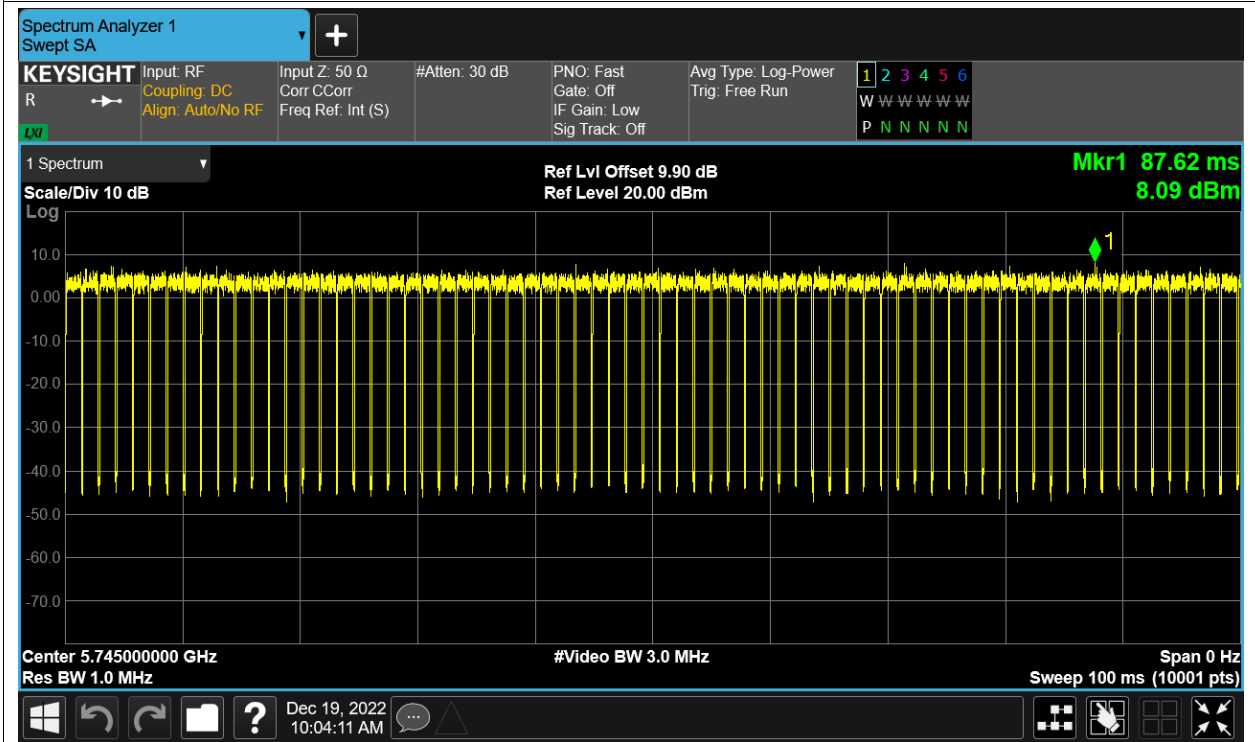 Spectrum Analyzer 1
Swept SA
+
KEYSIGHT
R
LXI
Input: RF
Coupling: DC
Align: Auto/No RF
Input Z: 50 Ω
Corr CCorr
Freq Ref: Int (S)
#Atten: 30 dB
PNO: Fast
Gate: Off
IF Gain: Low
Sig Track: Off
Avg Type: Log-Power
Trig: Free Run
1 2 3 4 5 6
W W W W W W
P N N N N N
1 Spectrum
Scale/Div 10 dB
Log
Ref Lvl Offset 9.90 dB
Ref Level 20.00 dBm
Mkr1 87.62 ms
8.09 dBm
1
10.0
0.00
-10.0
-20.0
-30.0
-40.0
-50.0
-60.0
-70.0
Center 5.745000000 GHz
Res BW 1.0 MHz
#Video BW 3.0 MHz
Span 0 Hz
Sweep 100 ms (10001 pts)
?
Dec 19, 2022
10:04:11 AM